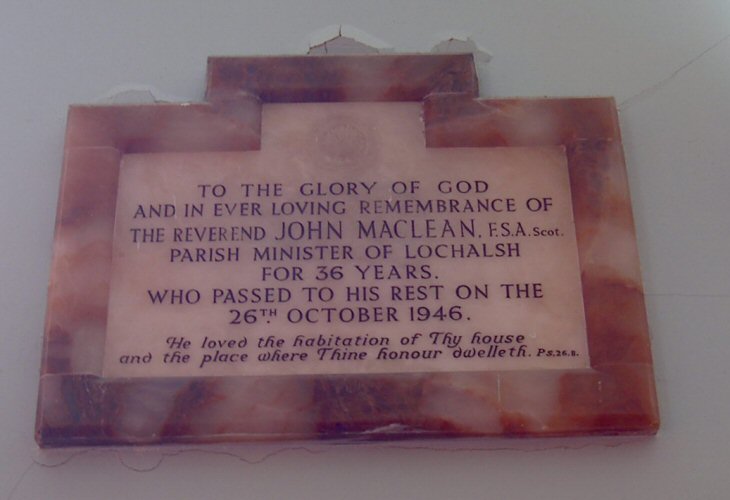 TO THE GLORY OF GOD
AND IN EVER LOVING REMEMBRANCE OF
THE REVEREND JOHN MACLEAN, F.S.A. Scot.
PARISH MINISTER OF LOCHALSH
FOR 36 YEARS.
WHO PASSED TO HIS REST ON THE
26TH. OCTOBER 1946.
He loved the habitation of Thy house
and the place where Thine honour dwelleth. Ps. 26. 8.